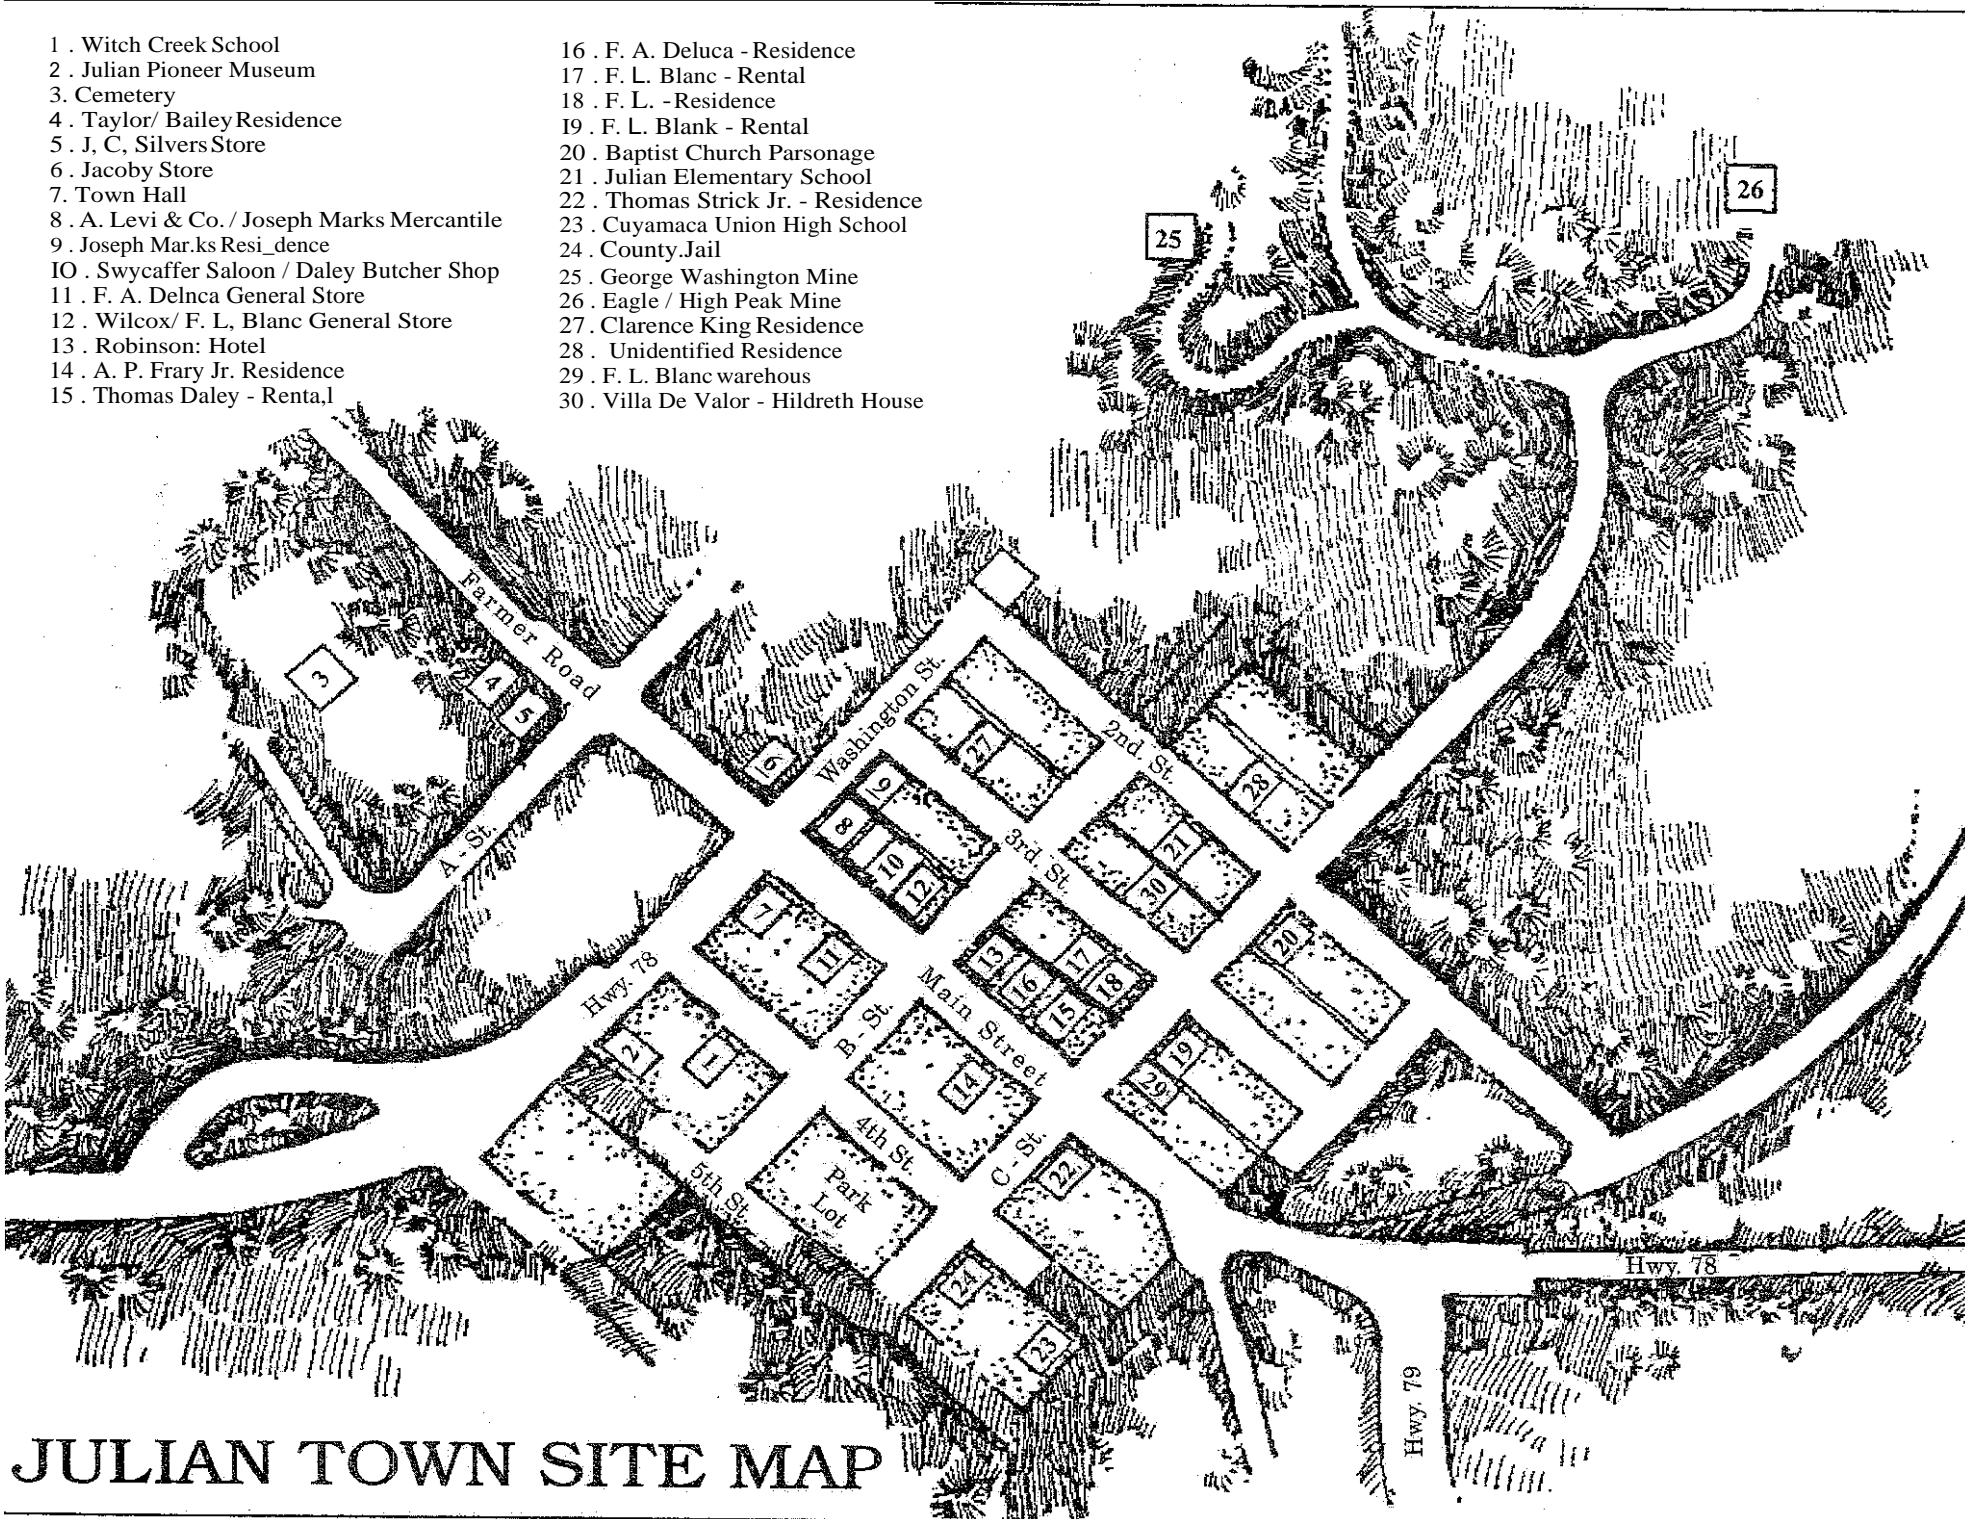 1 . Witch Creek School
2 . Julian Pioneer Museum
3. Cemetery
4 . Taylor/ Bailey Residence
5 . J, C, Silvers Store
6 . Jacoby Store
7. Town Hall
8 . A. Levi & Co. / Joseph Marks Mercantile
9 . Joseph Mar.ks Resi_dence
IO . Swycaffer Saloon / Daley Butcher Shop
11 . F. A. Delnca General Store
12 . Wilcox/ F. L, Blanc General Store
13 . Robinson: Hotel
14 . A. P. Frary Jr. Residence
15 . Thomas Daley - Renta,l
16 . F. A. Deluca - Residence
17 . F. L. Blanc - Rental
18 . F. L. - Residence
I9 . F. L. Blank - Rental
20 . Baptist Church Parsonage
21 . Julian Elementary School
22 . Thomas Strick Jr. - Residence
23 . Cuyamaca Union High School
24 . County.Jail
25 . George Washington Mine
26 . Eagle / High Peak Mine
27 . Clarence King Residence
28 . Unidentified Residence
29 . F. L. Blanc warehous
30 . Villa De Valor - Hildreth House
26
25
Farmer Road
3
4
5
6
Washington St.
27
2nd. St.
28
9
8
10
12
3rd. St.
21
30
A - St.
7
11
13
16
17
15
18
20
Hwy. 78
Main Street
B - St.
2
1
14
19
29
4th St.
C - St.
22
5th St.
Park
Lot
24
23
Hwy. 78
Hwy. 79
JULIAN TOWN SITE MAP